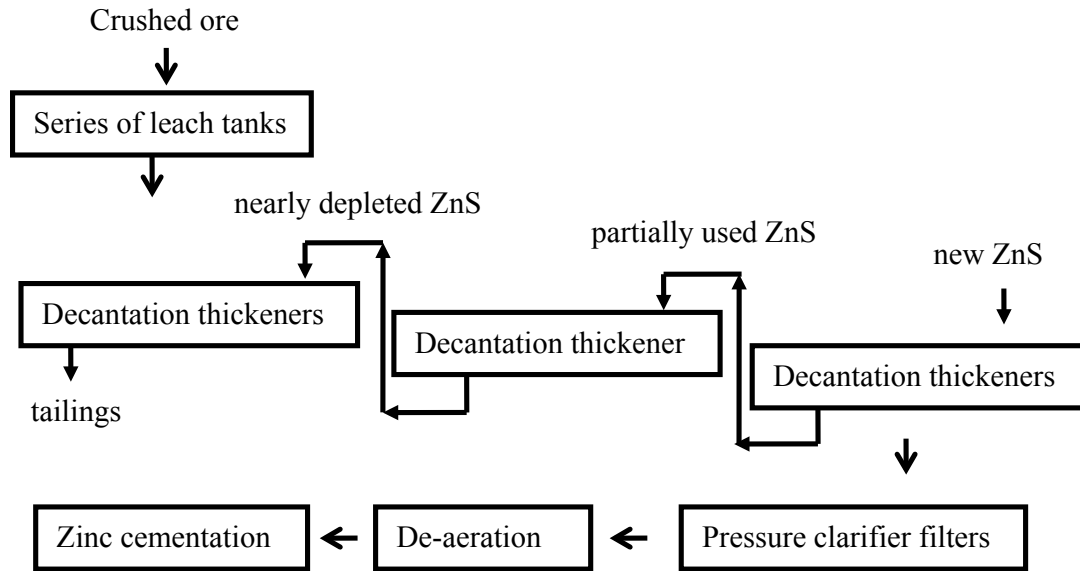 Crushed ore
Series of leach tanks
nearly depleted ZnS
partially used ZnS
new ZnS
Decantation thickeners
Decantation thickener
Decantation thickeners
tailings
Zinc cementation
De-aeration
Pressure clarifier filters